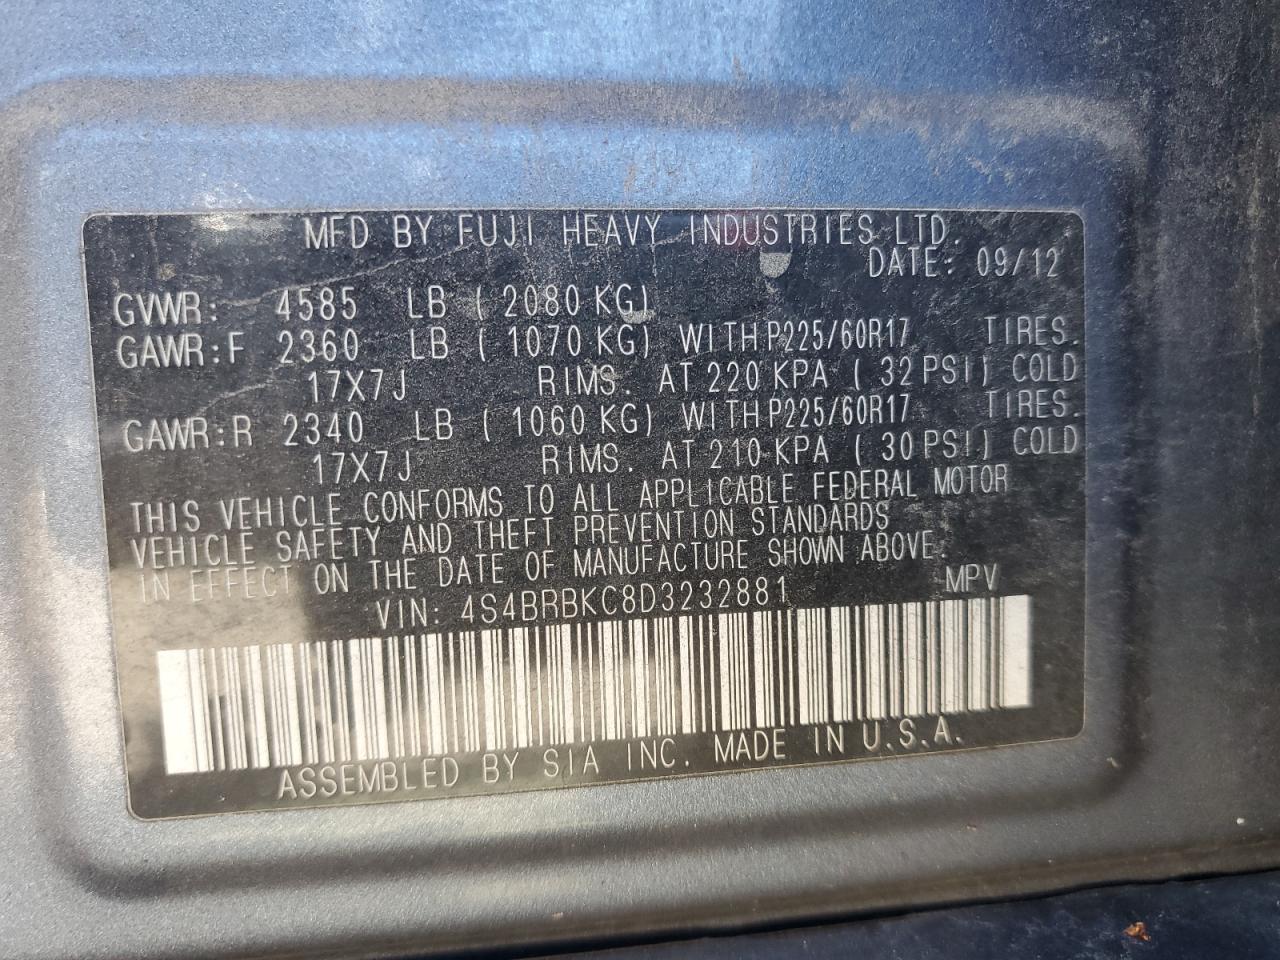 MFD BY FUJI HEAVY INDUSTRIES LTD.
DATE: 09/12
GVWR: 4585 LB ( 2080 KG)
GAWR:F 2360 LB ( 1070 KG) WITH P225/60R17 TIRES.
17X7J RIMS. AT 220 KPA ( 32 PSI) COLD
GAWR:R 2340 LB ( 1060 KG) WITH P225/60R17 TIRES.
17X7J RIMS. AT 210 KPA ( 30 PSI) COLD
THIS VEHICLE CONFORMS TO ALL APPLICABLE FEDERAL MOTOR
VEHICLE SAFETY AND THEFT PREVENTION STANDARDS
IN EFFECT ON THE DATE OF MANUFACTURE SHOWN ABOVE.
VIN: 4S4BRBKC8D3232881 MPV
ASSEMBLED BY SIA INC. MADE IN U.S.A.